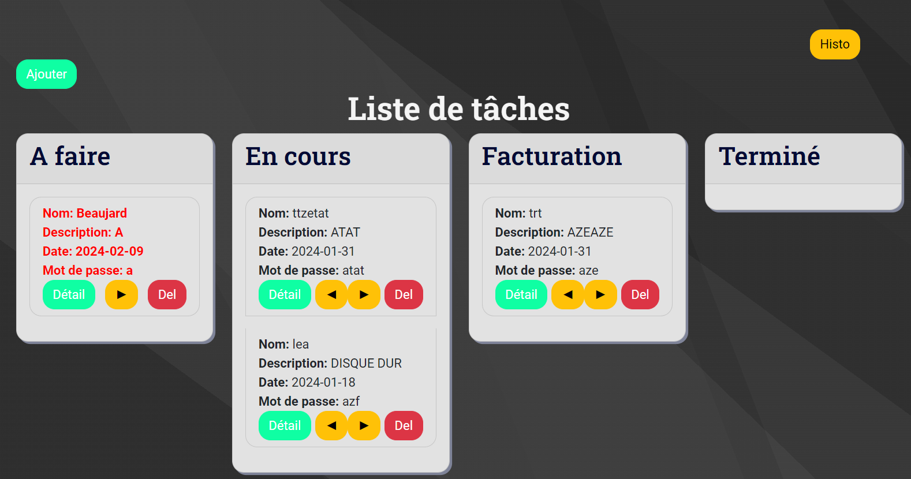 Histo
Ajouter
Liste de tâches
A faire
Nom: Beaujard
Description: A
Date: 2024-02-09
Mot de passe: a
Détail ► Del
En cours
Nom: ttzetat
Description: ATAT
Date: 2024-01-31
Mot de passe: atat
Détail ◄ ► Del
Nom: lea
Description: DISQUE DUR
Date: 2024-01-18
Mot de passe: azf
Détail ◄ ► Del
Facturation
Nom: trt
Description: AZEAZE
Date: 2024-01-31
Mot de passe: aze
Détail ◄ ► Del
Terminé